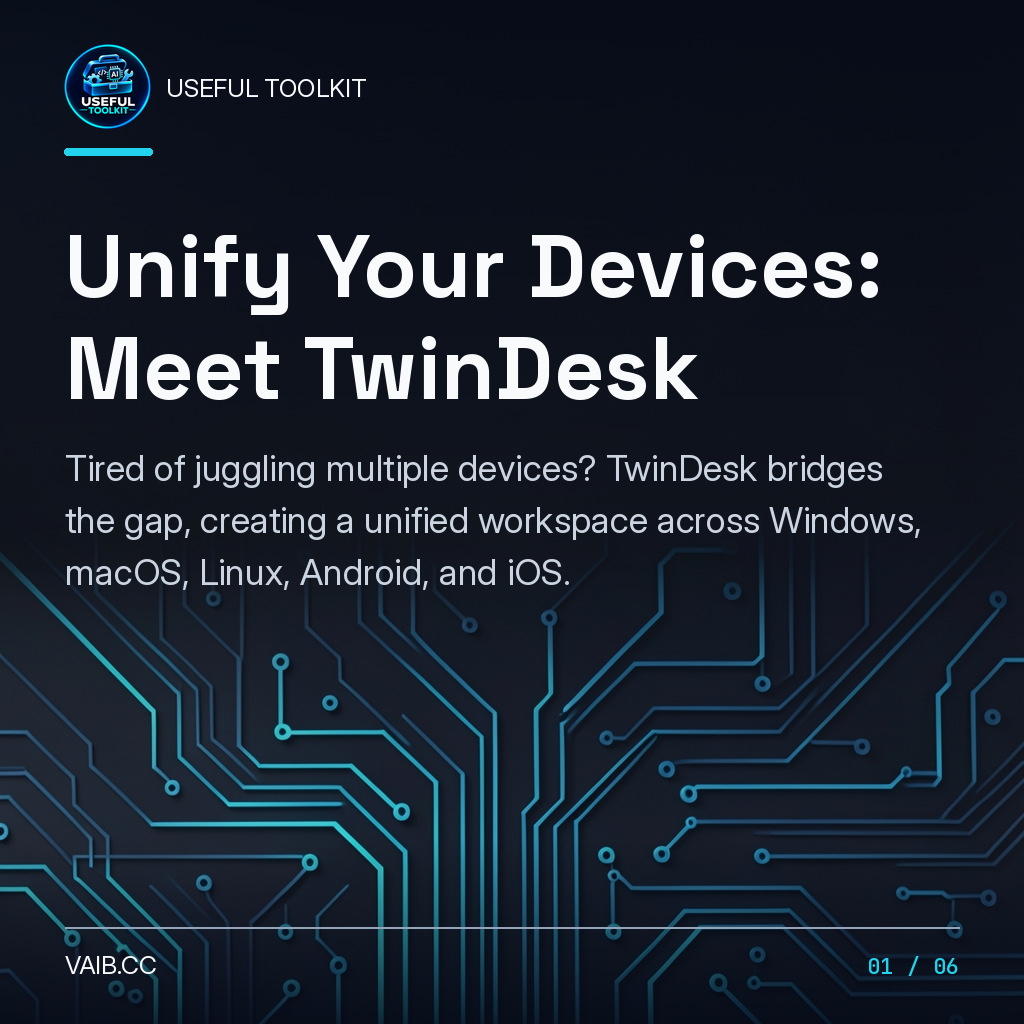 USEFUL
TOOLKIT
USEFUL TOOLKIT
Unify Your Devices:
Meet TwinDesk
Tired of juggling multiple devices? TwinDesk bridges
the gap, creating a unified workspace across Windows,
macOS, Linux, Android, and iOS.
VAIB.CC
01 / 06